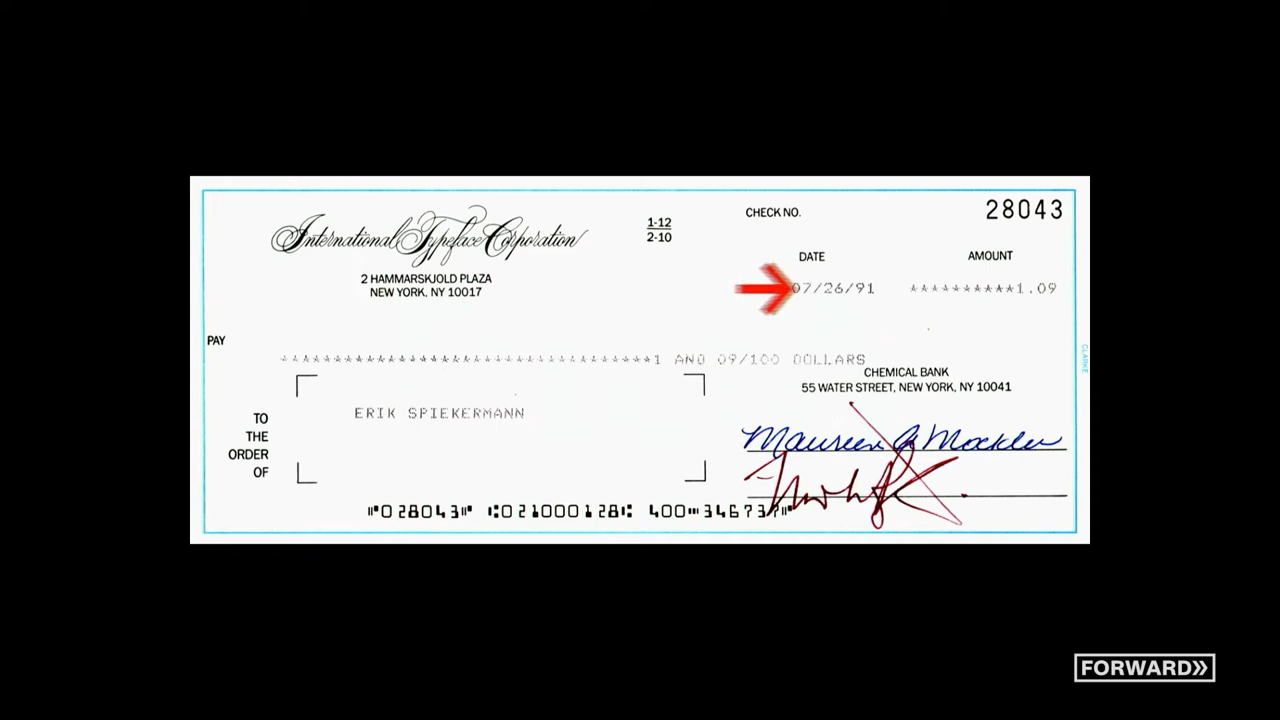 International Typeface Corporation
2 HAMMARSKJOLD PLAZA
NEW YORK, NY 10017
1-12
2-10
CHECK NO.
28043
DATE
AMOUNT
07/26/91
**********1.09
PAY
***********************************1 AND 09/100 DOLLARS
CHEMICAL BANK
55 WATER STREET, NEW YORK, NY 10041
CLARKE
TO
THE
ORDER
OF
ERIK SPIEKERMANN
Maureen A Mockler
⑈028043⑈ ⑆021000128⑆ 400⑉346737⑈
FORWARD»